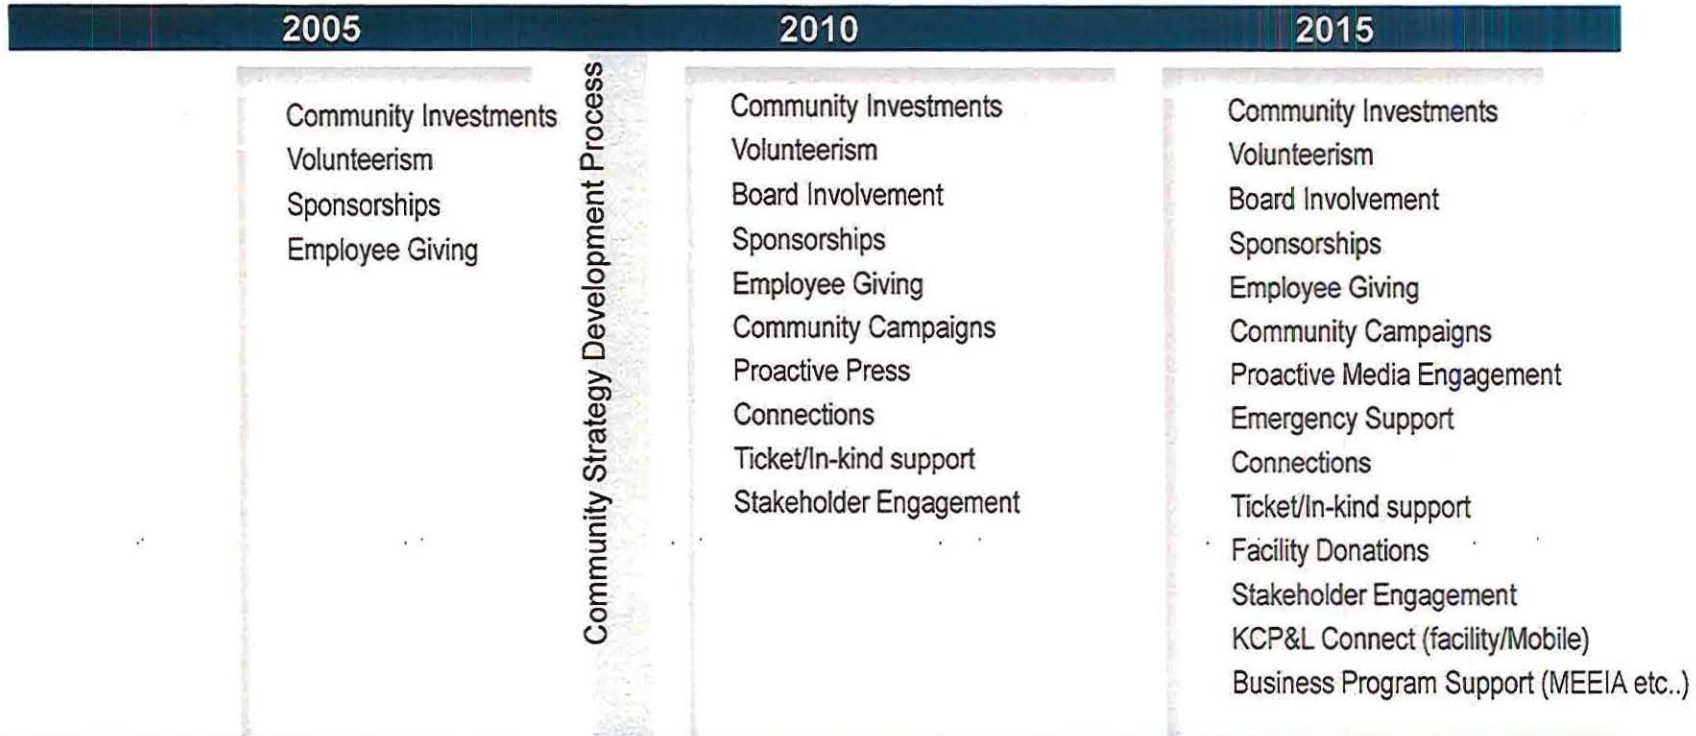 2005
2010
2015
Community Investments
Volunteerism
Sponsorships
Employee Giving
Community Strategy Development Process
Community Investments
Volunteerism
Board Involvement
Sponsorships
Employee Giving
Community Campaigns
Proactive Press
Connections
Ticket/In-kind support
Stakeholder Engagement
Community Investments
Volunteerism
Board Involvement
Sponsorships
Employee Giving
Community Campaigns
Proactive Media Engagement
Emergency Support
Connections
Ticket/In-kind support
Facility Donations
Stakeholder Engagement
KCP&L Connect (facility/Mobile)
Business Program Support (MEEIA etc..)